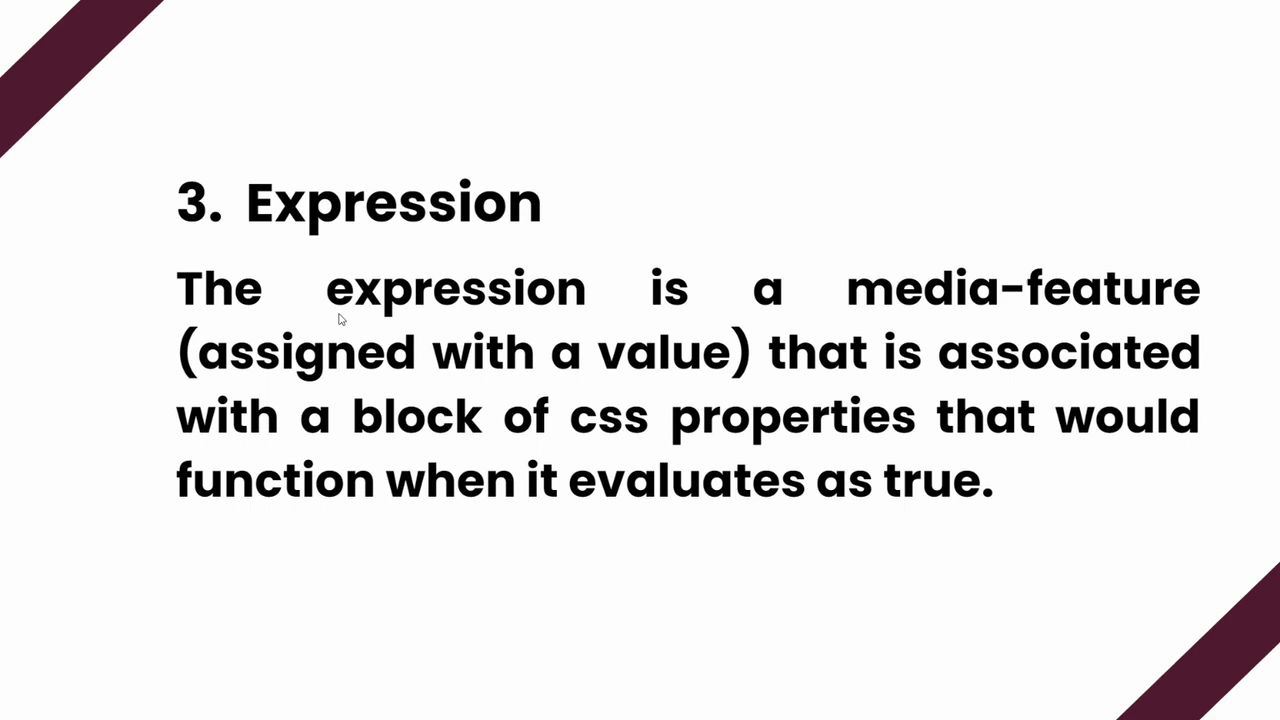 3. Expression
The expression is a media-feature
(assigned with a value) that is associated
with a block of css properties that would
function when it evaluates as true.